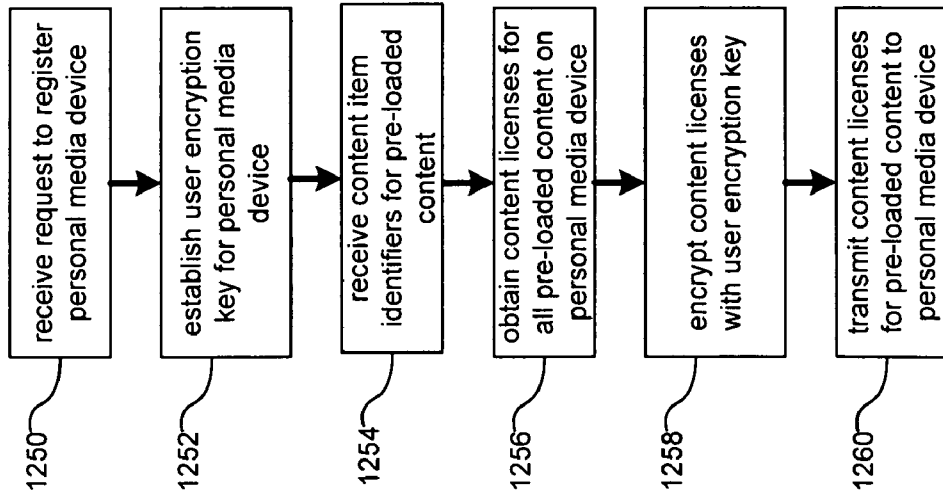 1250
receive request to register
personal media device
1252
establish user encryption
key for personal media
device
1254
receive content item
identifiers for pre-loaded
content
1256
obtain content licenses for
all pre-loaded content on
personal media device
1258
encrypt content licenses
with user encryption key
1260
transmit content licenses
for pre-loaded content to
personal media device